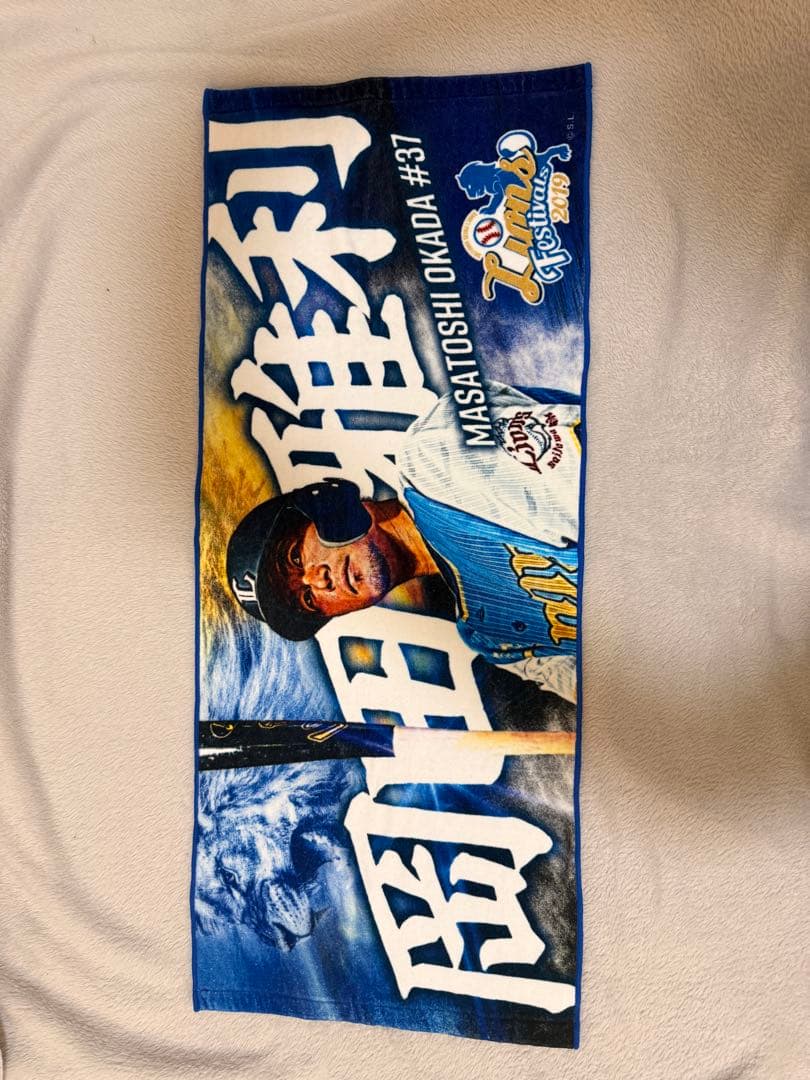 岡田雅利
MASATOSHI OKADA #37
Lions
Festivals
2019
© S.L
L
Lions